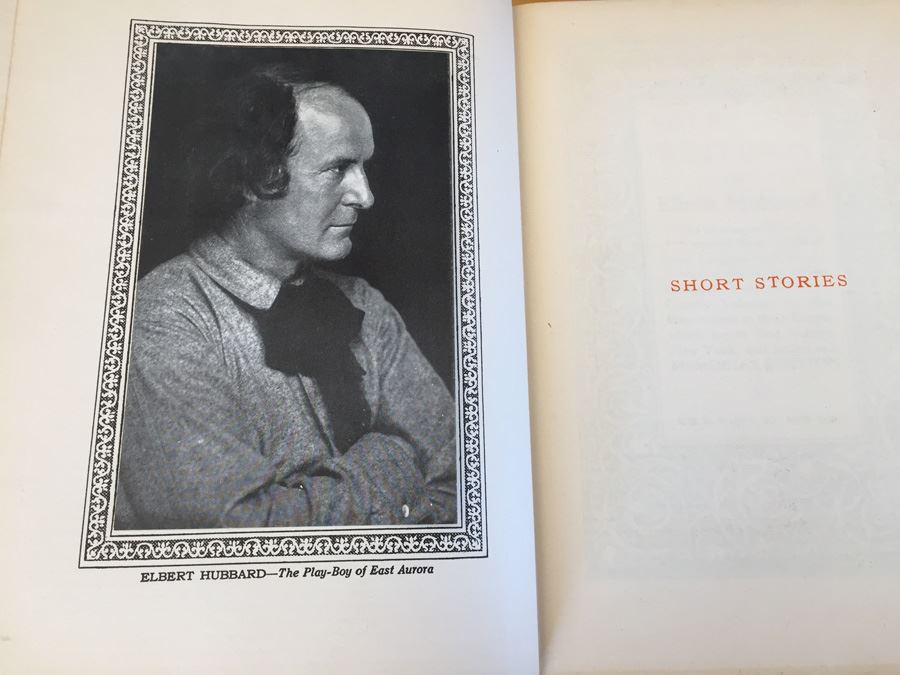 ELBERT HUBBARD—The Play-Boy of East Aurora
SHORT STORIES